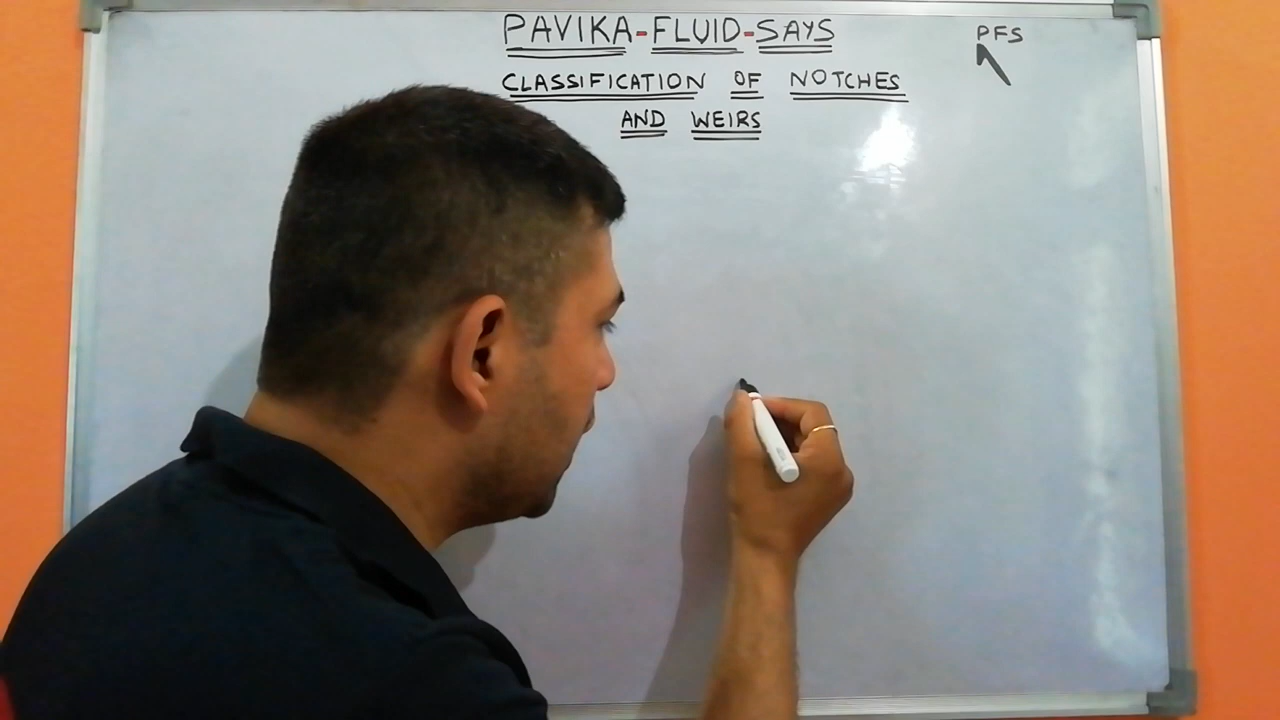 PAVIKA-FLUID-SAYS
PFS
CLASSIFICATION OF NOTCHES
AND WEIRS